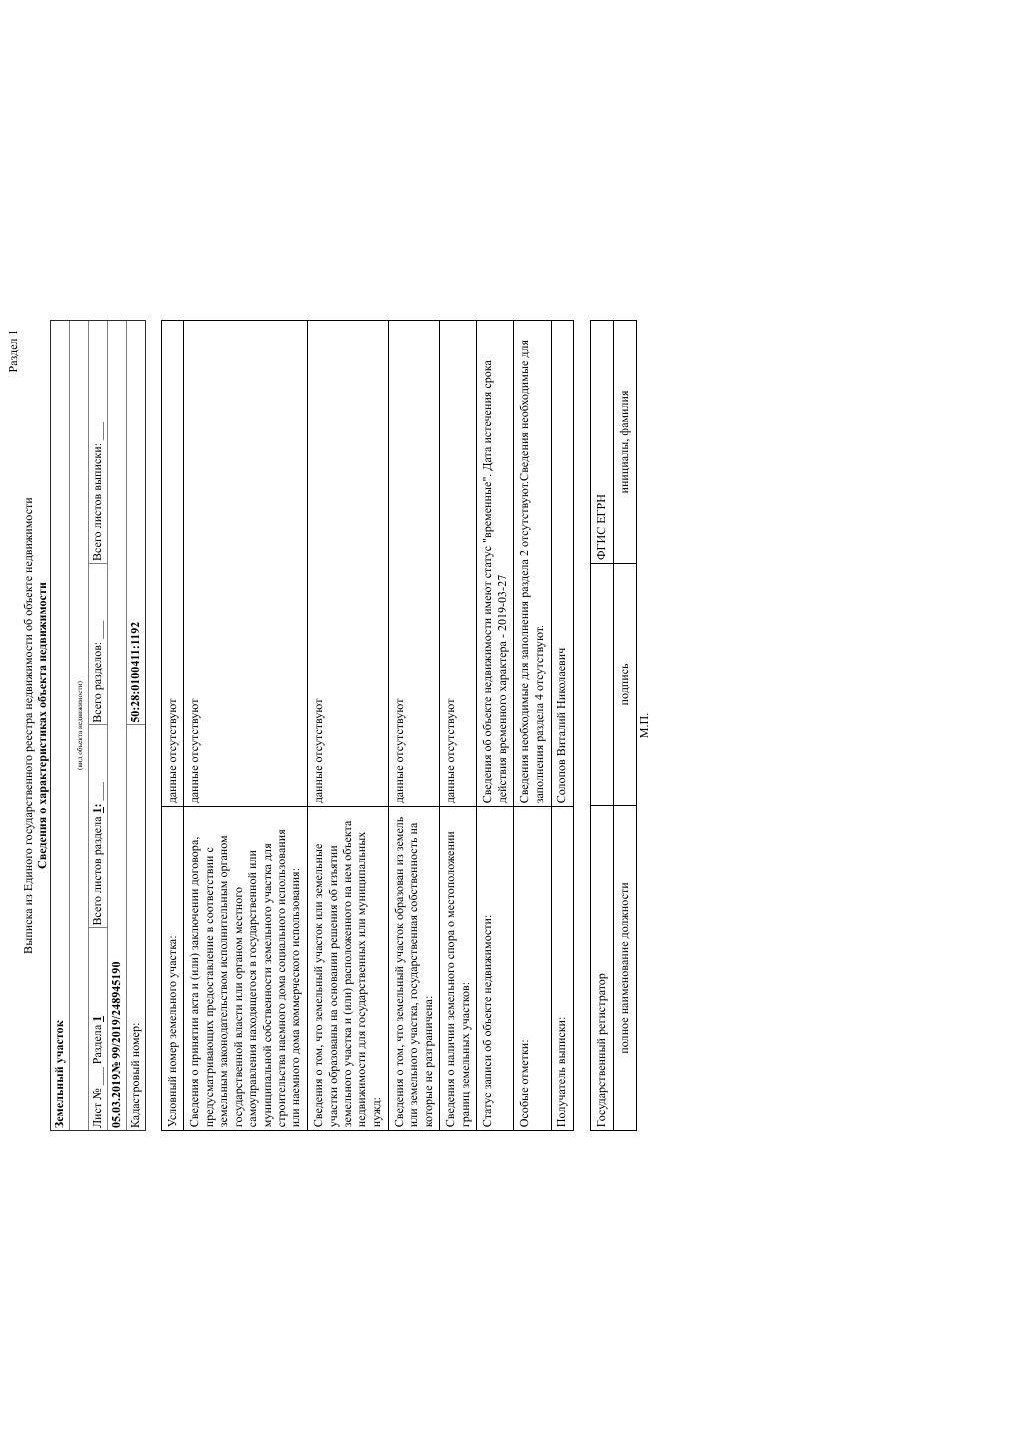 Раздел 1
Выписка из Единого государственного реестра недвижимости об объекте недвижимости
Сведения о характеристиках объекта недвижимости
Земельный участок
(вид объекта недвижимости)
Лист № ___ Раздела 1 Всего листов раздела 1: ___ Всего разделов: ___ Всего листов выписки: ___
05.03.2019№ 99/2019/248945190
Кадастровый номер: 50:28:0100411:1192
Условный номер земельного участка: данные отсутствуют
Сведения о принятии акта и (или) заключении договора, данные отсутствуют
предусматривающих предоставление в соответствии с
земельным законодательством исполнительным органом
государственной власти или органом местного
самоуправления находящегося в государственной или
муниципальной собственности земельного участка для
строительства наемного дома социального использования
или наемного дома коммерческого использования:
Сведения о том, что земельный участок или земельные данные отсутствуют
участки образованы на основании решения об изъятии
земельного участка и (или) расположенного на нем объекта
недвижимости для государственных или муниципальных
нужд:
Сведения о том, что земельный участок образован из земель данные отсутствуют
или земельного участка, государственная собственность на
которые не разграничена:
Сведения о наличии земельного спора о местоположении данные отсутствуют
границ земельных участков:
Статус записи об объекте недвижимости: Сведения об объекте недвижимости имеют статус "временные". Дата истечения срока
действия временного характера - 2019-03-27
Особые отметки: Сведения необходимые для заполнения раздела 2 отсутствуют.Сведения необходимые для
заполнения раздела 4 отсутствуют.
Получатель выписки: Солопов Виталий Николаевич
Государственный регистратор ФГИС ЕГРН
полное наименование должности подпись инициалы, фамилия
М.П.